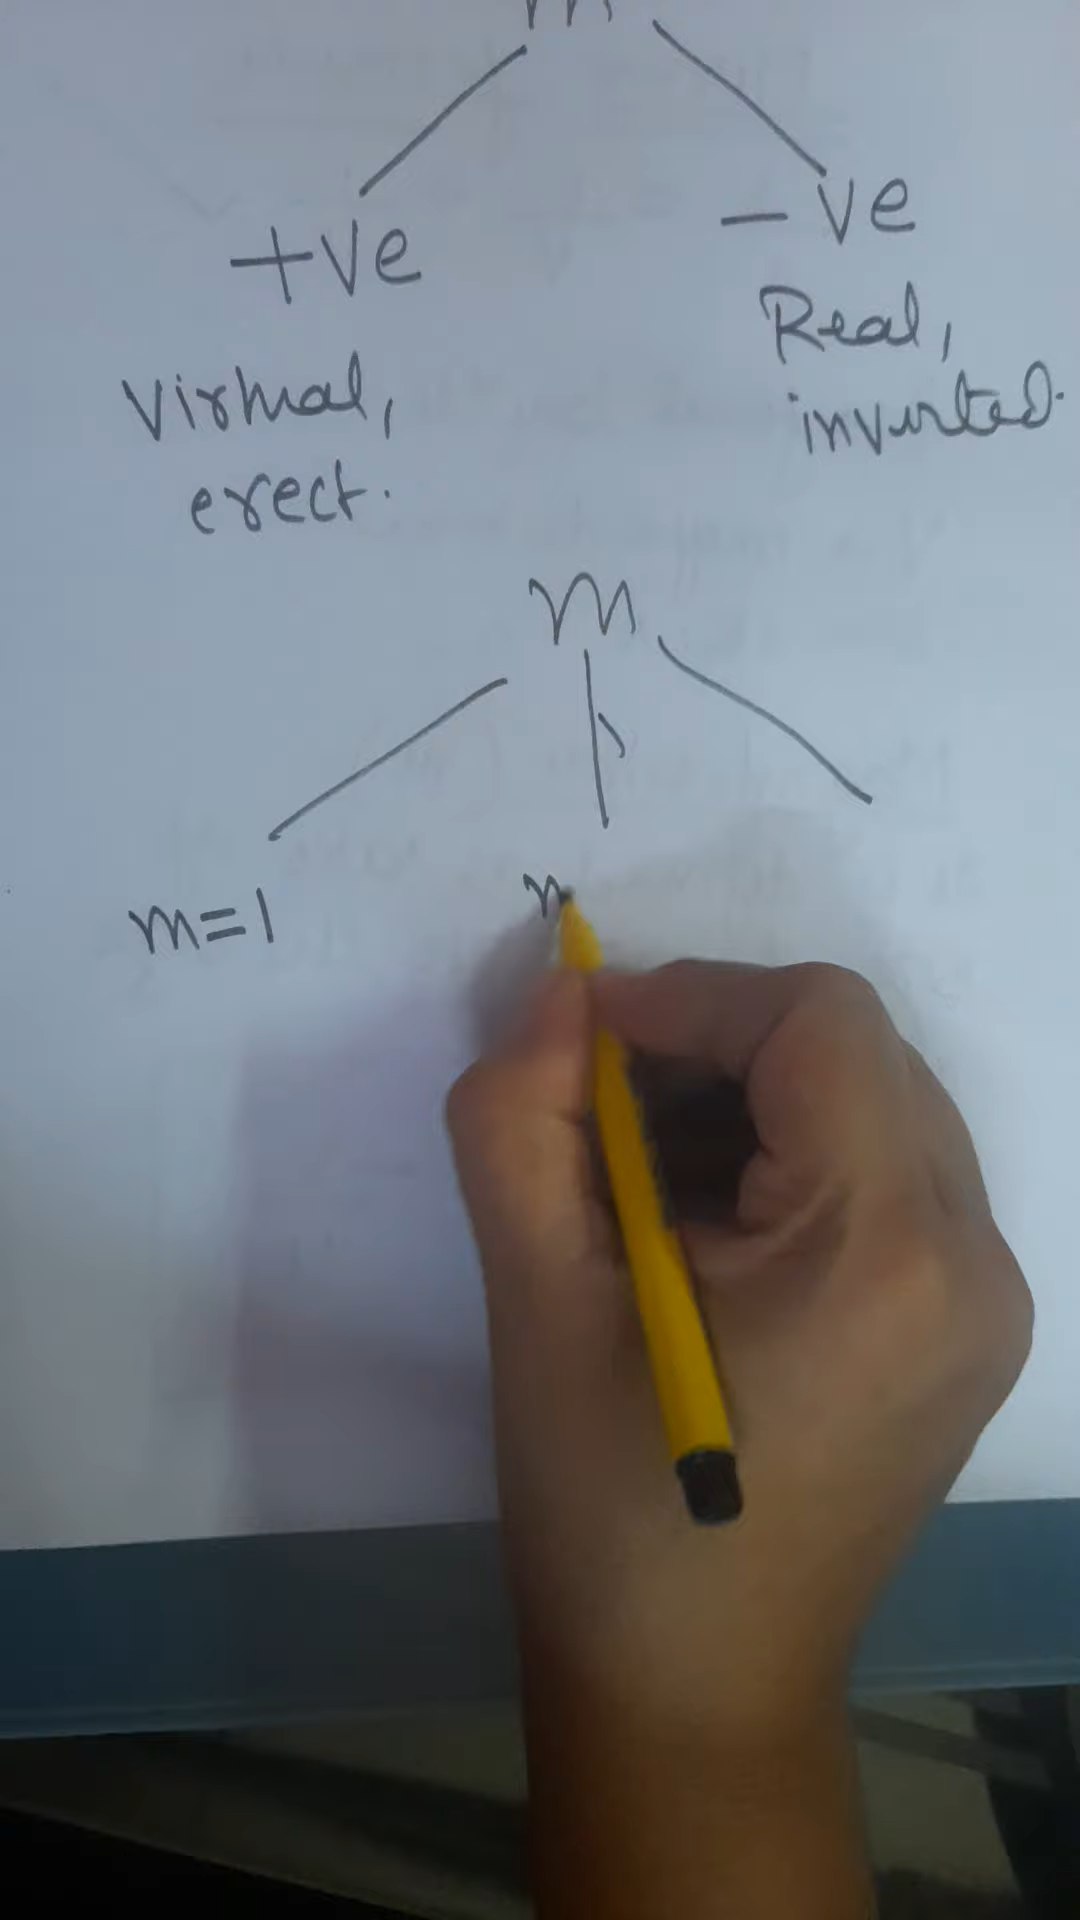 m
+ve
- ve
Real,
inverted.
Virtual,
erect.
m
m=1